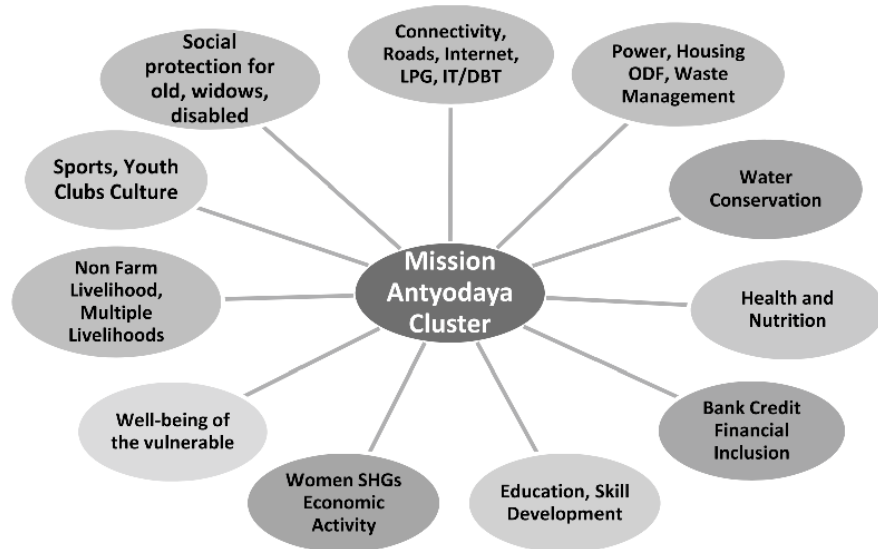 Connectivity,
Roads, Internet,
LPG, IT/DBT
Power, Housing
ODF, Waste
Management
Water
Conservation
Health and
Nutrition
Bank Credit
Financial
Inclusion
Education, Skill
Development
Women SHGs
Economic
Activity
Well-being of
the vulnerable
Non Farm
Livelihood,
Multiple
Livelihoods
Sports, Youth
Clubs Culture
Social
protection for
old, widows,
disabled
Mission
Antyodaya
Cluster